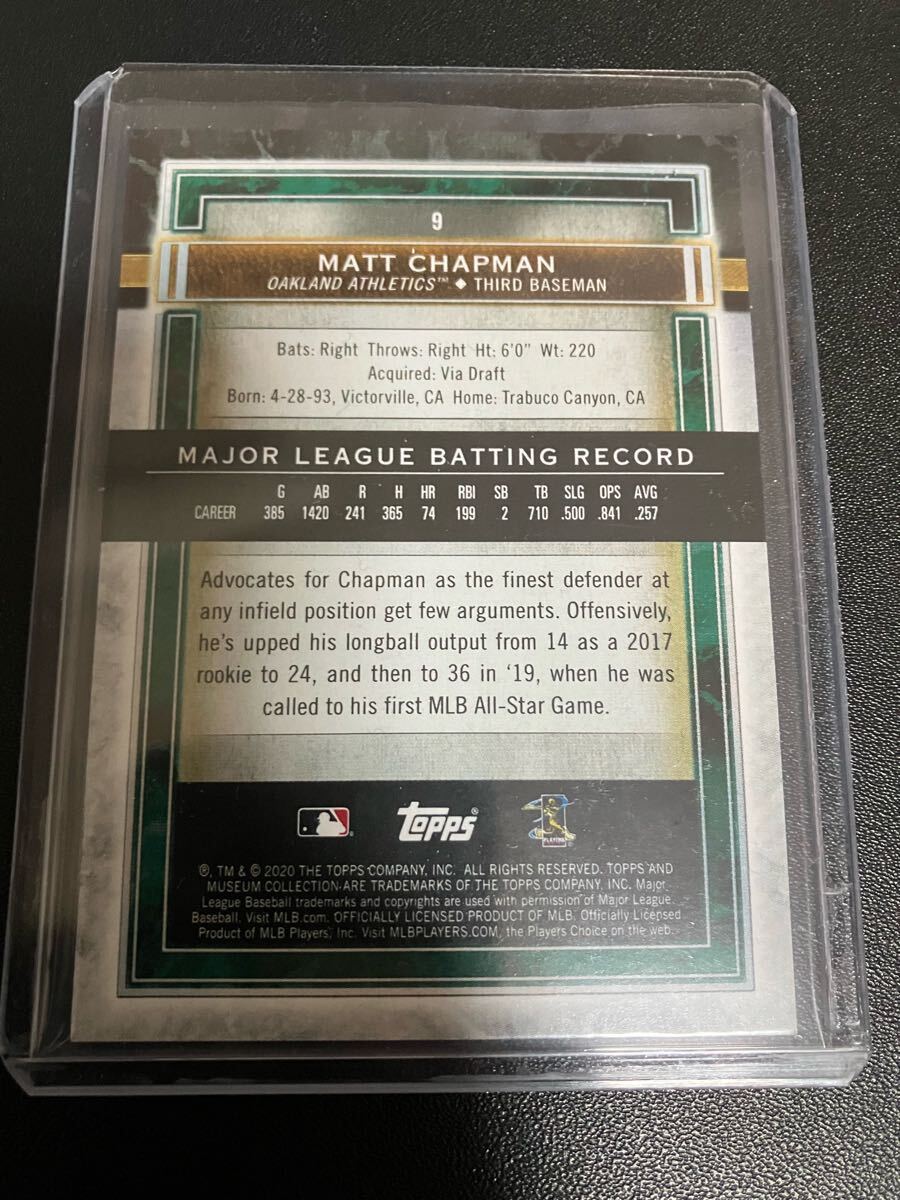 9
MATT CHAPMAN
OAKLAND ATHLETICS™ ◆ THIRD BASEMAN
Bats: Right Throws: Right Ht: 6'0" Wt: 220
Acquired: Via Draft
Born: 4-28-93, Victorville, CA Home: Trabuco Canyon, CA
MAJOR LEAGUE BATTING RECORD
G AB R H HR RBI SB TB SLG OPS AVG
CAREER 385 1420 241 365 74 199 2 710 .500 .841 .257
Advocates for Chapman as the finest defender at
any infield position get few arguments. Offensively,
he's upped his longball output from 14 as a 2017
rookie to 24, and then to 36 in '19, when he was
called to his first MLB All-Star Game.
Topps®
®, TM & © 2020 THE TOPPS COMPANY, INC. ALL RIGHTS RESERVED. TOPPS AND
MUSEUM COLLECTION ARE TRADEMARKS OF THE TOPPS COMPANY, INC. Major
League Baseball trademarks and copyrights are used with permission of Major League
Baseball. Visit MLB.com. OFFICIALLY LICENSED PRODUCT OF MLB. Officially Licensed
Product of MLB Players, Inc. Visit MLBPLAYERS.COM, the Players Choice on the web.